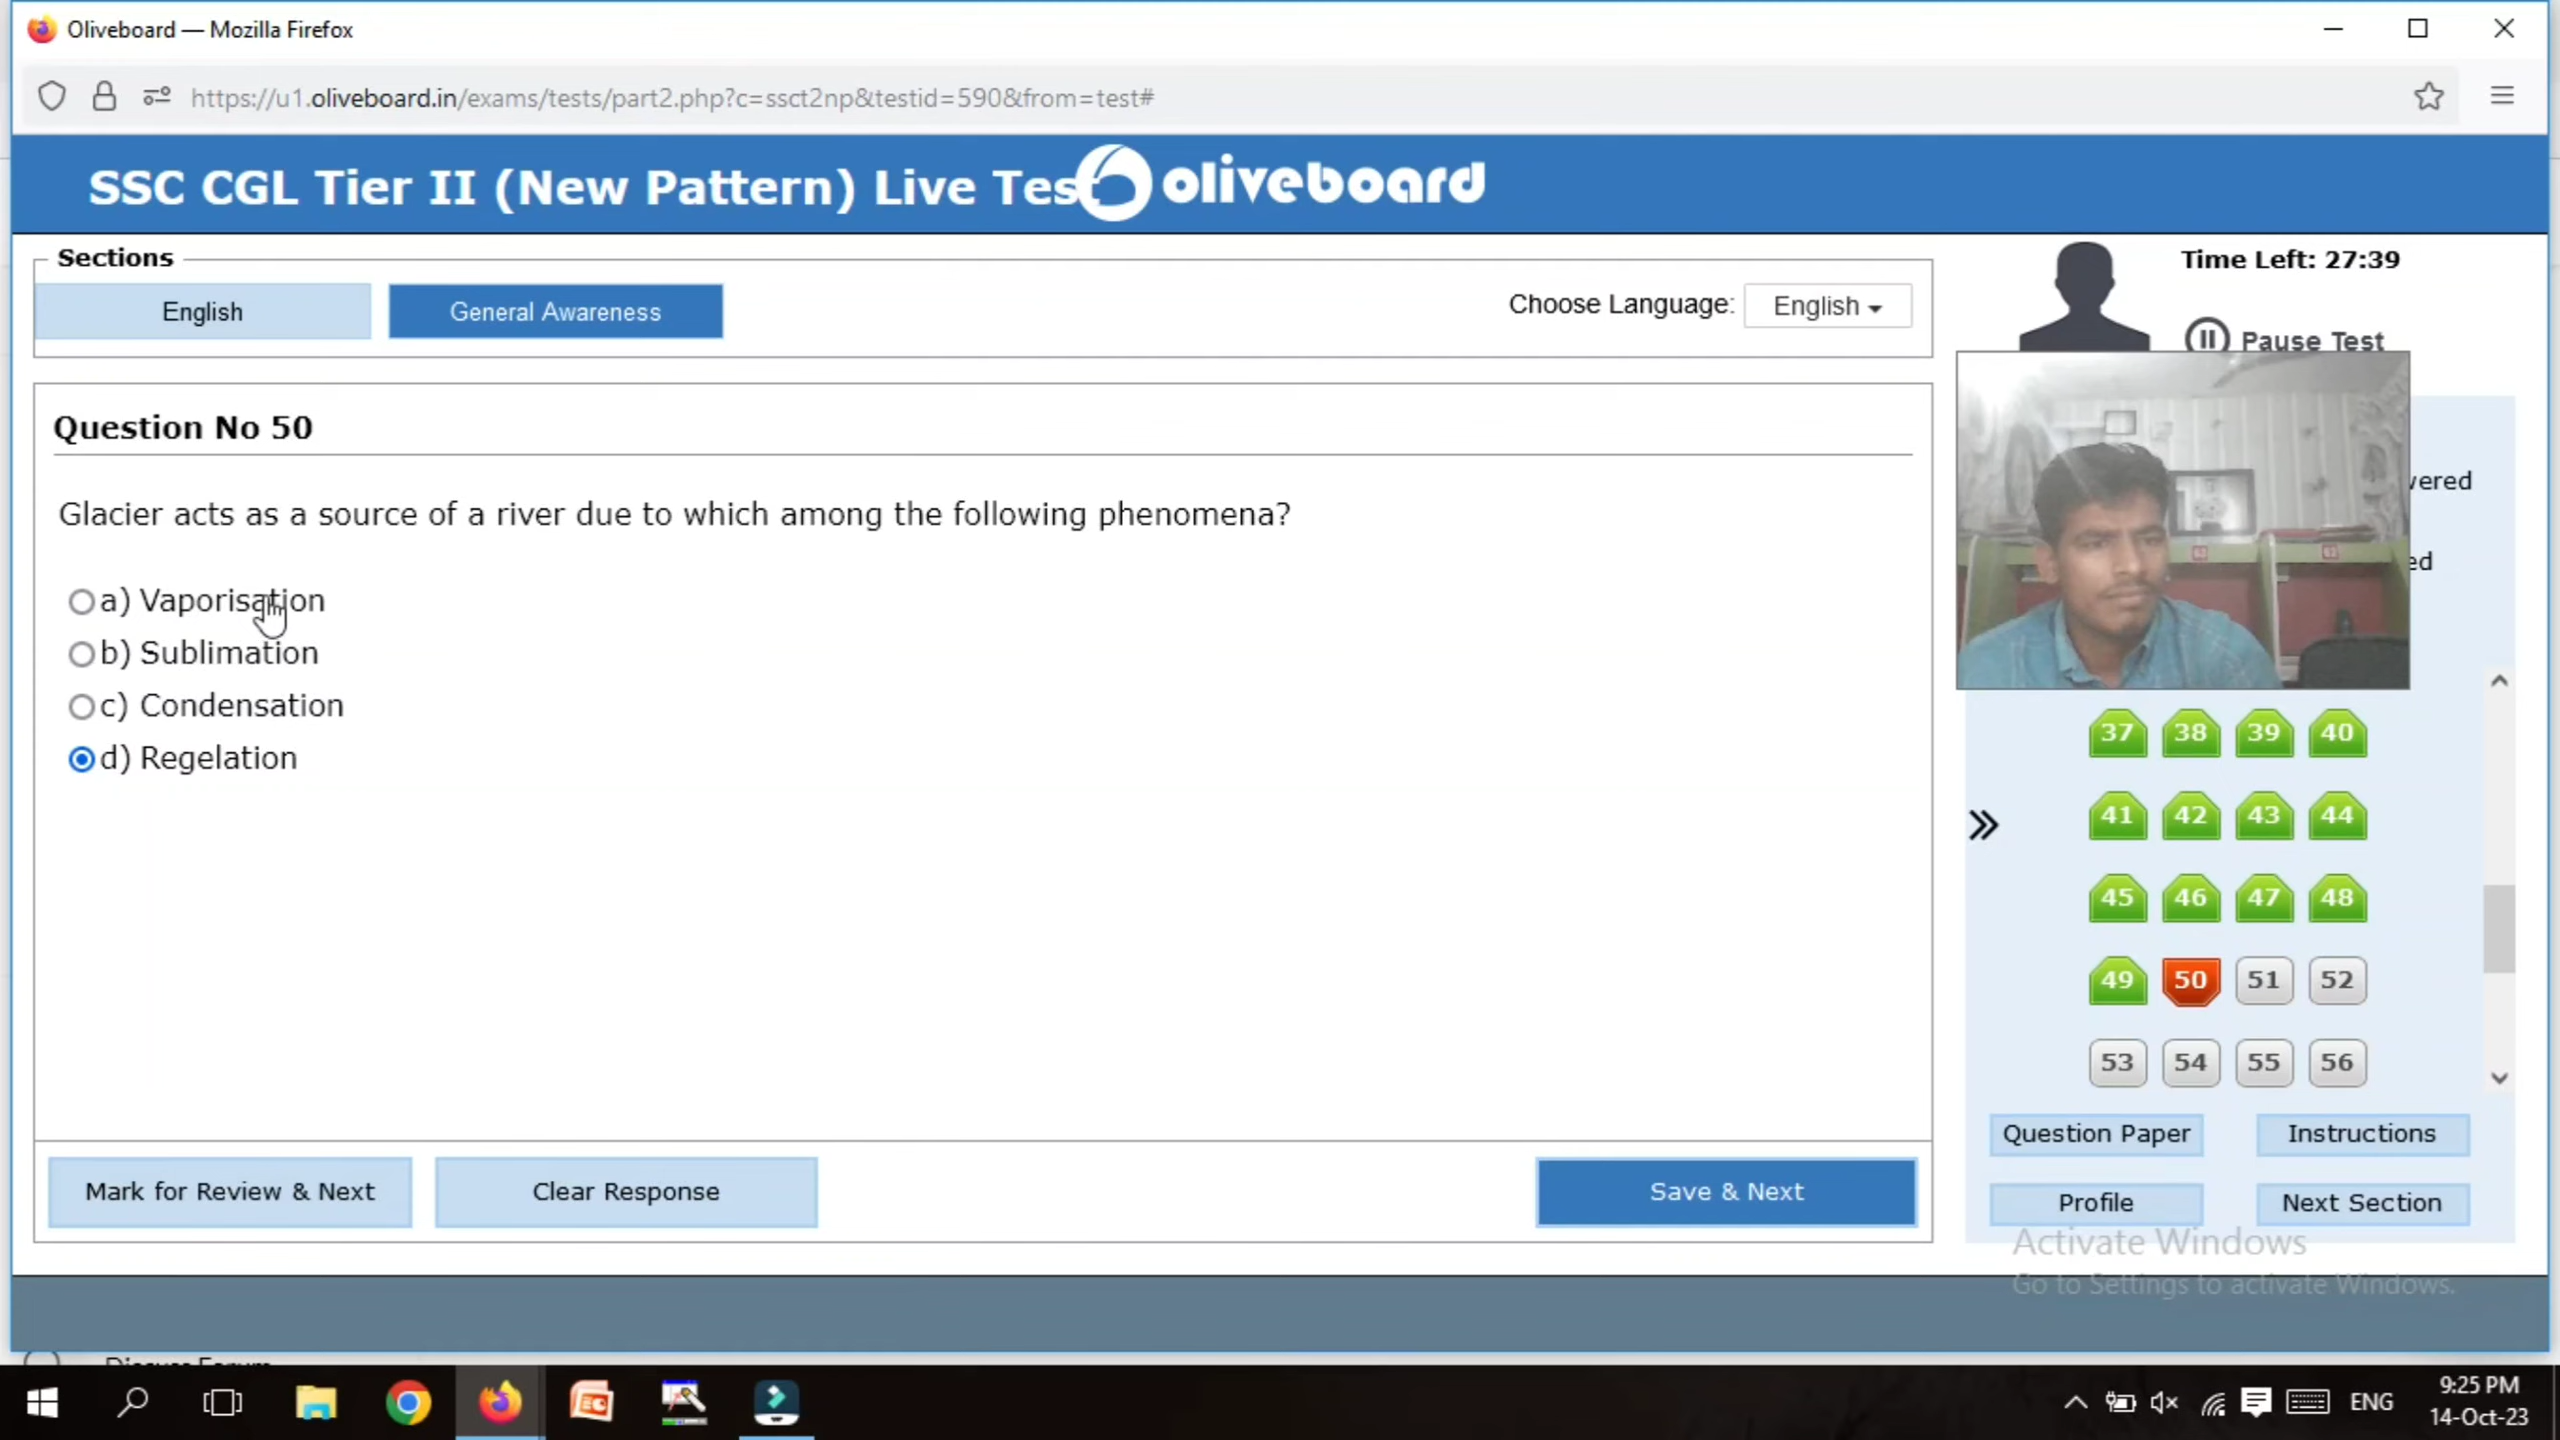 Oliveboard — Mozilla Firefox
https://u1.oliveboard.in/exams/tests/part2.php?c=ssct2np&testid=590&from=test#
SSC CGL Tier II (New Pattern) Live Tes
oliveboard
Sections
English
General Awareness
Choose Language:
English
Time Left: 27:39
Pause Test
Question No 50
Glacier acts as a source of a river due to which among the following phenomena?
a) Vaporisation
b) Sublimation
c) Condensation
d) Regelation
wered
ed
37 38 39 40
41 42 43 44
45 46 47 48
49 50 51 52
53 54 55 56
Question Paper
Instructions
Profile
Next Section
Mark for Review & Next
Clear Response
Save & Next
Activate Windows
Go to Settings to activate Windows.
Discuss Forum
ENG
9:25 PM
14-Oct-23